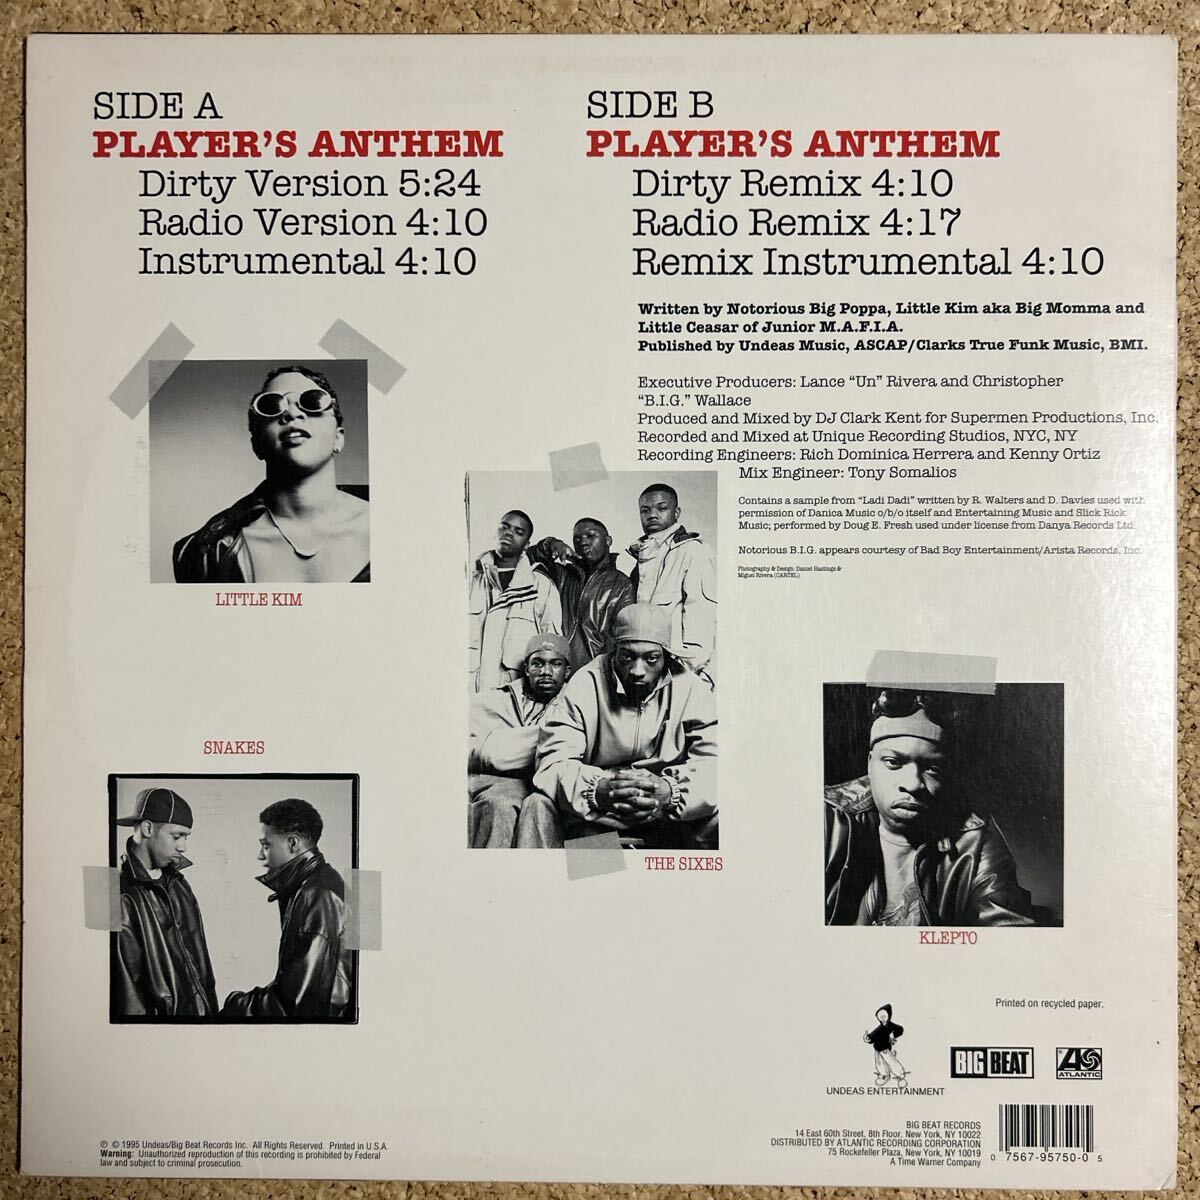 SIDE A
PLAYER'S ANTHEM
Dirty Version 5:24
Radio Version 4:10
Instrumental 4:10
SIDE B
PLAYER'S ANTHEM
Dirty Remix 4:10
Radio Remix 4:17
Remix Instrumental 4:10
Written by Notorious Big Poppa, Little Kim aka Big Momma and
Little Ceasar of Junior M.A.F.I.A.
Published by Undeas Music, ASCAP/Clarks True Funk Music, BMI.
Executive Producers: Lance "Un" Rivera and Christopher
"B.I.G." Wallace
Produced and Mixed by DJ Clark Kent for Supermen Productions, Inc.
Recorded and Mixed at Unique Recording Studios, NYC, NY
Recording Engineers: Rich Dominica Herrera and Kenny Ortiz
Mix Engineer: Tony Somalios
Contains a sample from "Ladi Dadi" written by R. Walters and D. Davies used with
permission of Danica Music o/b/o itself and Entertaining Music and Slick Rick
Music; performed by Doug E. Fresh used under license from Danya Records Ltd.
Notorious B.I.G. appears courtesy of Bad Boy Entertainment/Arista Records, Inc.
Photography & Design: Daniel Hastings &
Miguel Rivera (CARTEL)
LITTLE KIM
SNAKES
THE SIXES
KLEPTO
Printed on recycled paper.
UNDEAS ENTERTAINMENT
BIG BEAT
ATLANTIC
℗ © 1995 Undeas/Big Beat Records Inc. All Rights Reserved. Printed in U.S.A.
Warning: Unauthorized reproduction of this recording is prohibited by Federal
law and subject to criminal prosecution.
BIG BEAT RECORDS
14 East 60th Street, 8th Floor, New York, NY 10022
DISTRIBUTED BY ATLANTIC RECORDING CORPORATION
75 Rockefeller Plaza, New York, NY 10019
A Time Warner Company
0 7567-95750-0 5